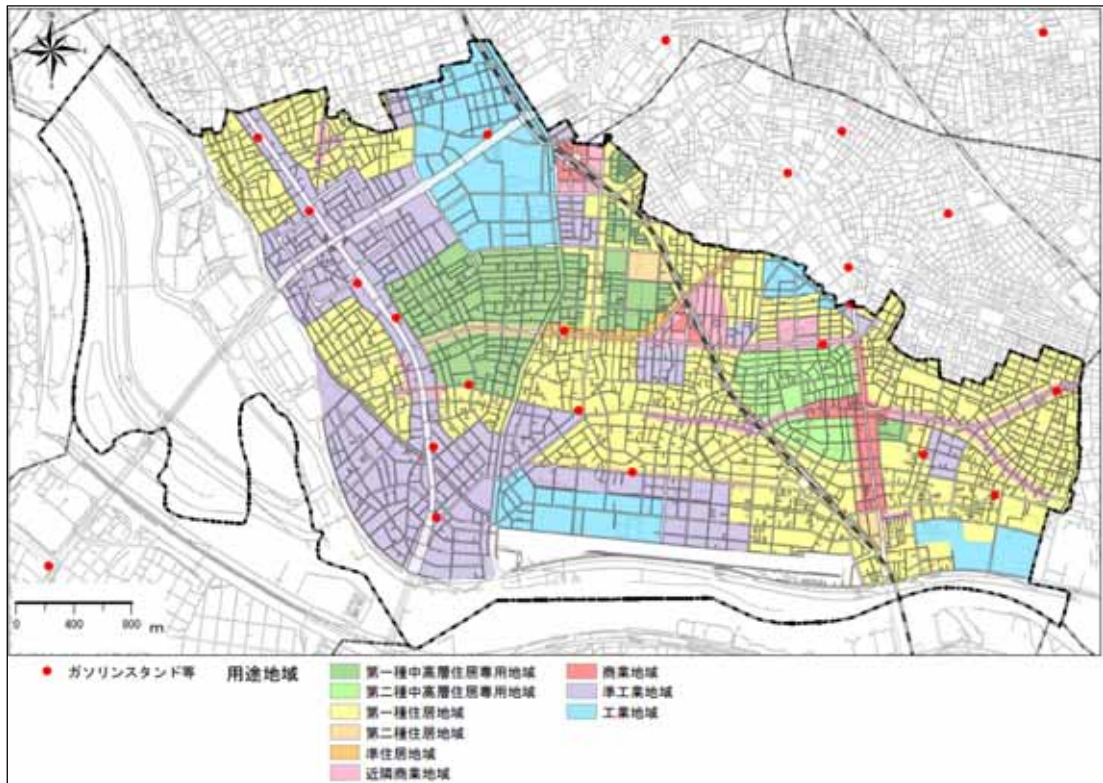 0 400 800 m
ガソリンスタンド等
用途地域
第一種中高層住居専用地域
第二種中高層住居専用地域
第一種住居地域
第二種住居地域
準住居地域
近隣商業地域
商業地域
準工業地域
工業地域